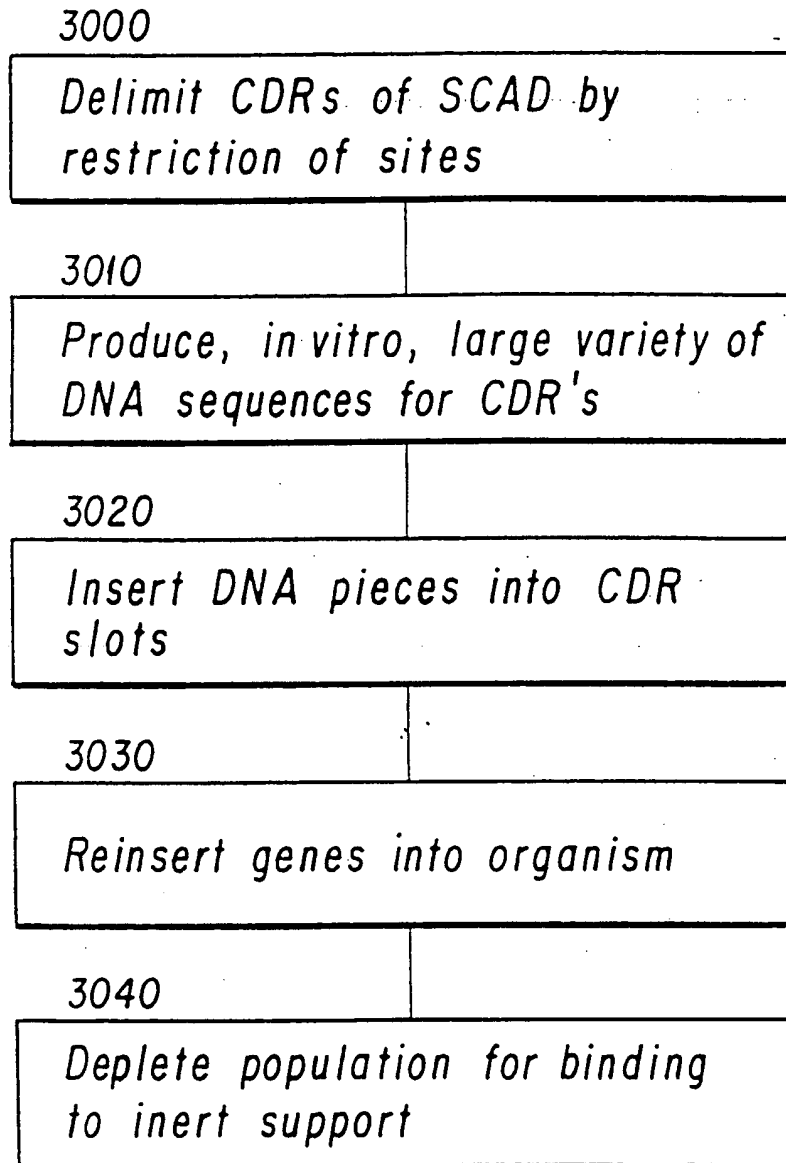 3000
Delimit CDRs of SCAD by
restriction of sites
3010
Produce, in vitro, large variety of
DNA sequences for CDR's
3020
Insert DNA pieces into CDR
slots
3030
Reinsert genes into organism
3040
Deplete population for binding
to inert support